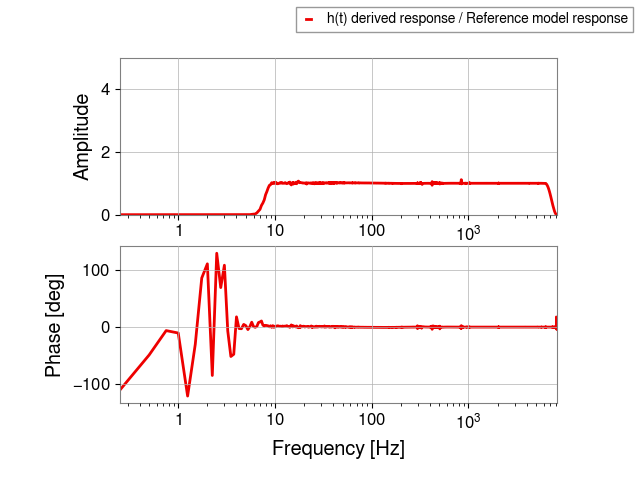 h(t) derived response / Reference model response
Amplitude
4
2
0
1 10 100 10³
Phase [deg]
100
0
−100
1 10 100 10³
Frequency [Hz]